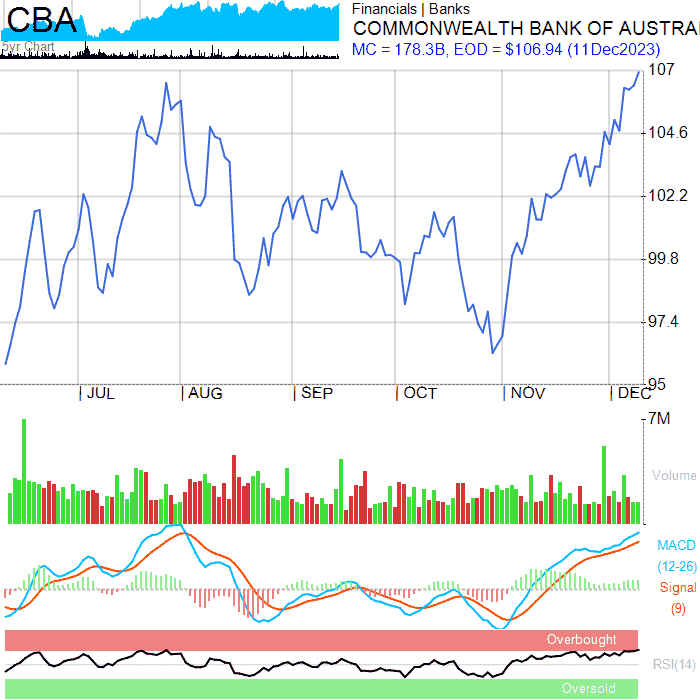 CBA
5yr Chart
Financials | Banks
COMMONWEALTH BANK OF AUSTRA
MC = 178.3B, EOD = $106.94 (11Dec2023)
107
104.6
102.2
99.8
97.4
95
JUL
AUG
SEP
OCT
NOV
DEC
7M
Volume
MACD
(12-26)
Signal
(9)
Overbought
RSI(14)
Oversold